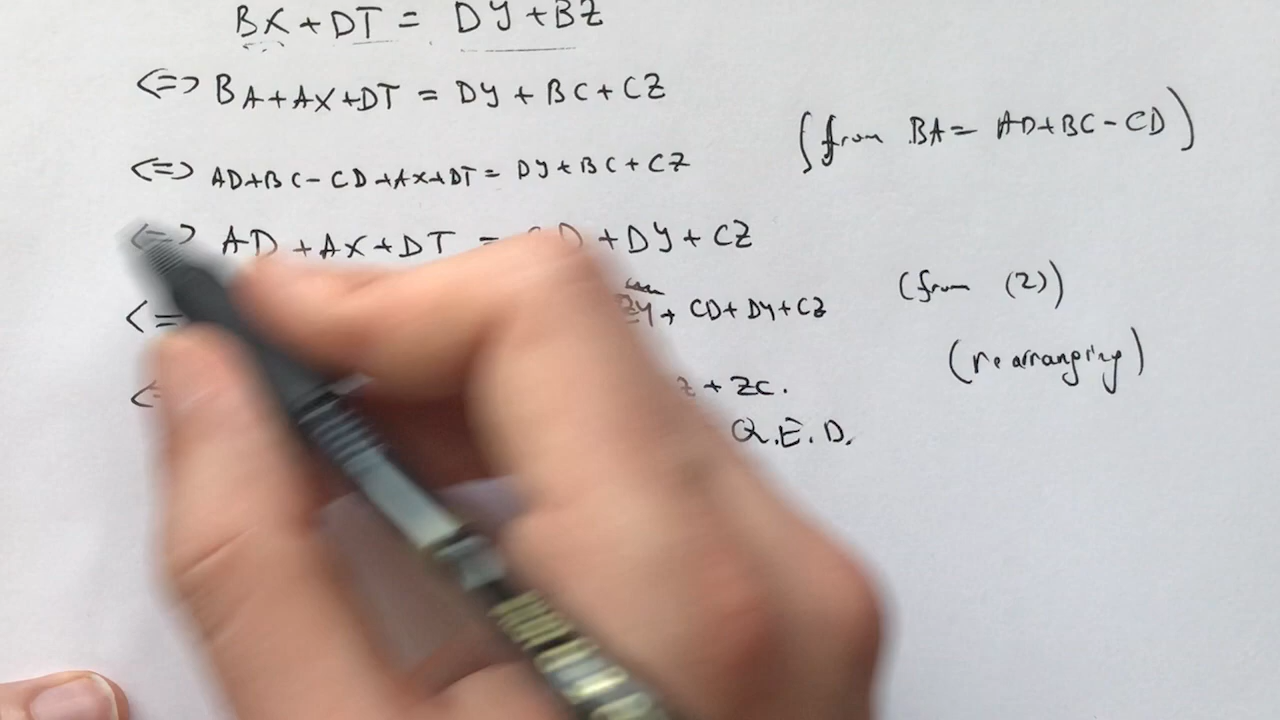 BX + DT = DY + BZ
<=> BA + AX + DT = DY + BC + CZ
(from BA = AD + BC - CD)
<=> AD + BC - CD + AX + DT = DY + BC + CZ
<=> AD + AX + DT = CD + DY + CZ
+ CD + DY + CZ (from (2))
(rearranging)
+ ZC.
Q.E.D.